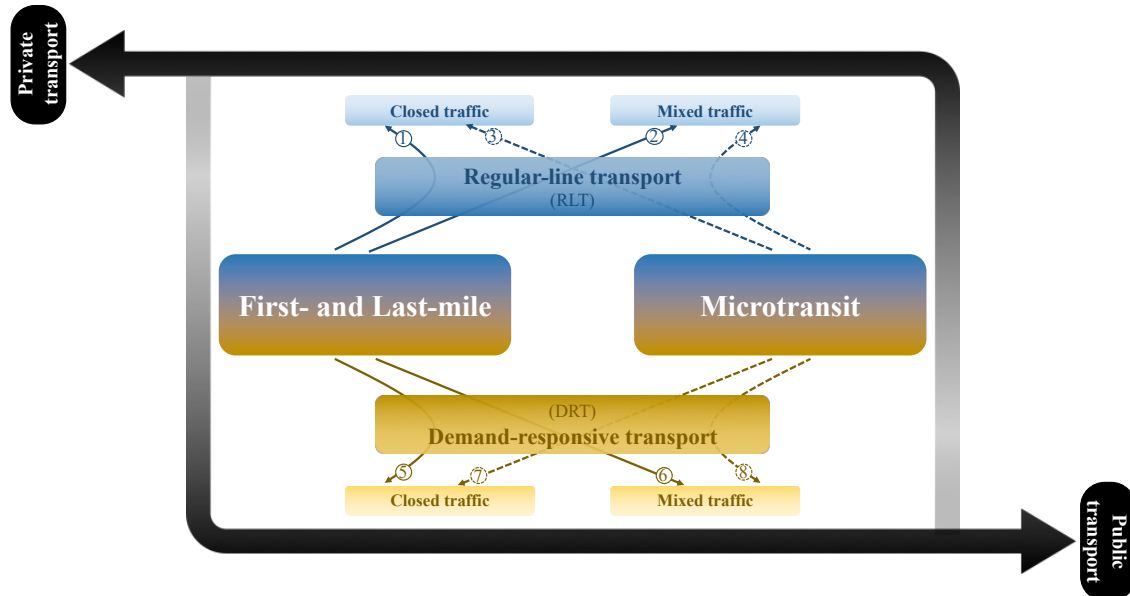 Private
transport
Closed traffic
Mixed traffic
1
3
2
4
Regular-line transport
(RLT)
First- and Last-mile
Microtransit
(DRT)
Demand-responsive transport
5
7
6
8
Closed traffic
Mixed traffic
Public
transport